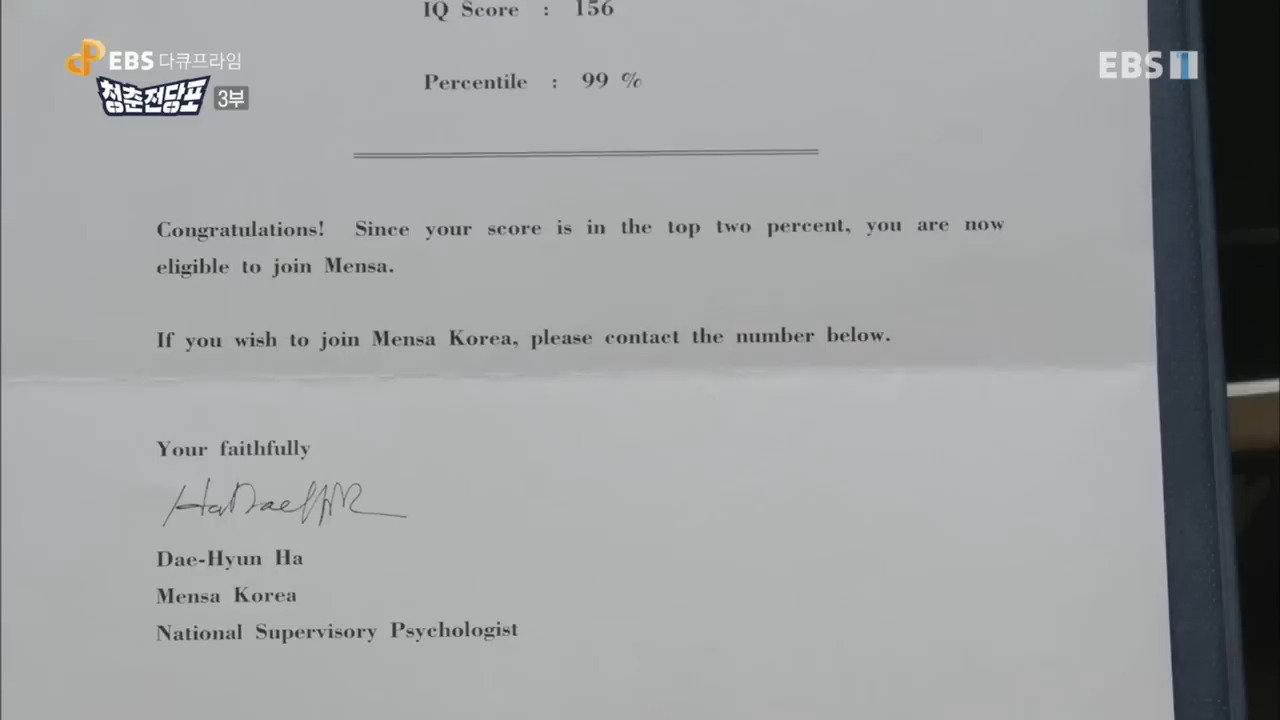 IQ Score : 156
EBS 다큐프라임
EBS 1
Percentile : 99 %
청춘전당포 3부
Congratulations! Since your score is in the top two percent, you are now
eligible to join Mensa.
If you wish to join Mensa Korea, please contact the number below.
Your faithfully
HaDaeHyun
Dae-Hyun Ha
Mensa Korea
National Supervisory Psychologist